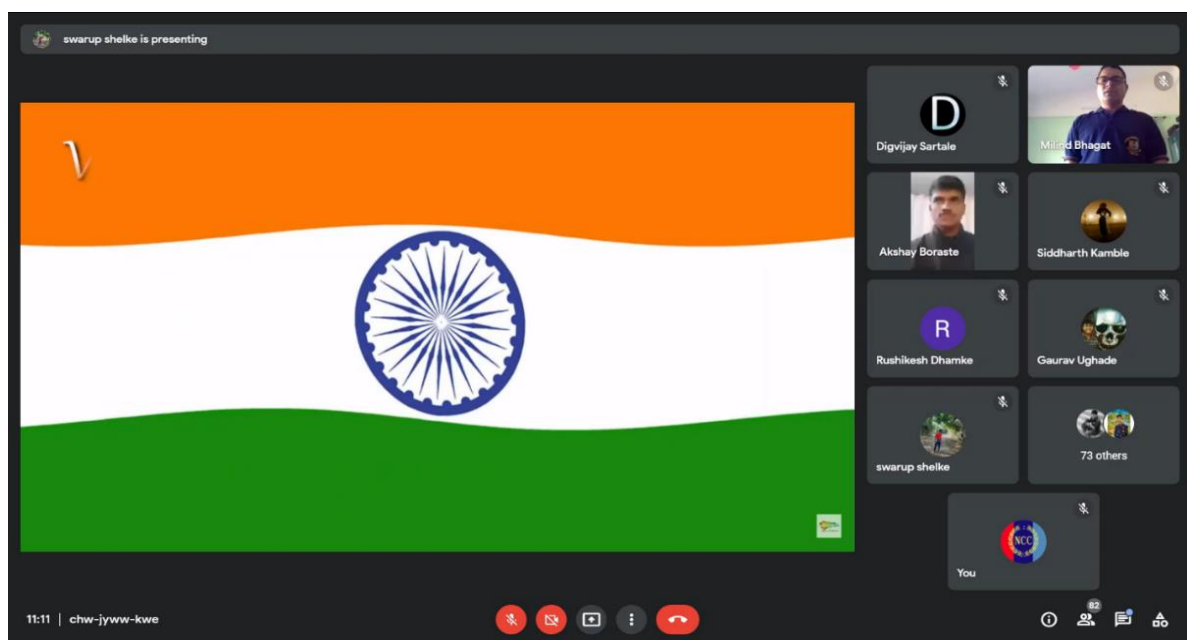 swarup shelke is presenting
V
D
Digvijay Sartale
Milind Bhagat
Akshay Boraste
Siddharth Kamble
R
Rushikesh Dhamke
Gaurav Ughade
swarup shelke
73 others
NCC
You
11:11 | chw-jyww-kwe
82